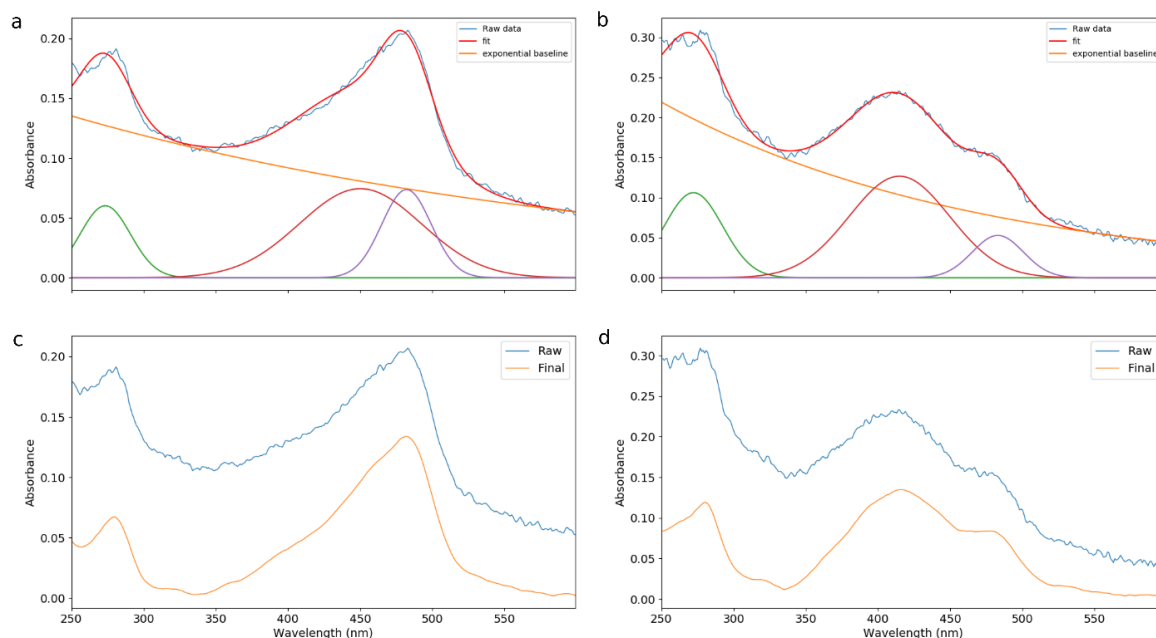 a
Raw data
fit
exponential baseline
0.20
0.15
0.10
0.05
0.00
Absorbance
b
Raw data
fit
exponential baseline
0.30
0.25
0.20
0.15
0.10
0.05
0.00
Absorbance
c
Raw
Final
0.20
0.15
0.10
0.05
0.00
Absorbance
250 300 350 400 450 500 550
Wavelength (nm)
d
Raw
Final
0.30
0.25
0.20
0.15
0.10
0.05
0.00
Absorbance
250 300 350 400 450 500 550
Wavelength (nm)